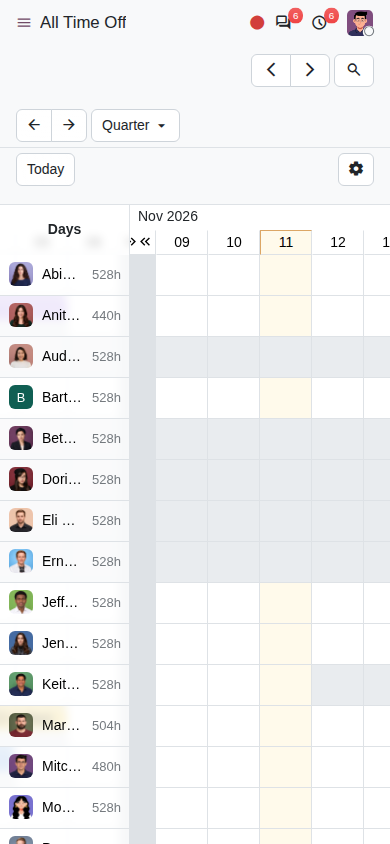 All Time Off
6
6
Quarter
Today
Nov 2026
Days
09 10 11 12 1
Abi... 528h
Anit... 440h
Aud... 528h
B Bart... 528h
Bet... 528h
Dori... 528h
Eli ... 528h
Ern... 528h
Jeff... 528h
Jen... 528h
Keit... 528h
Mar... 504h
Mitc... 480h
Mo... 528h